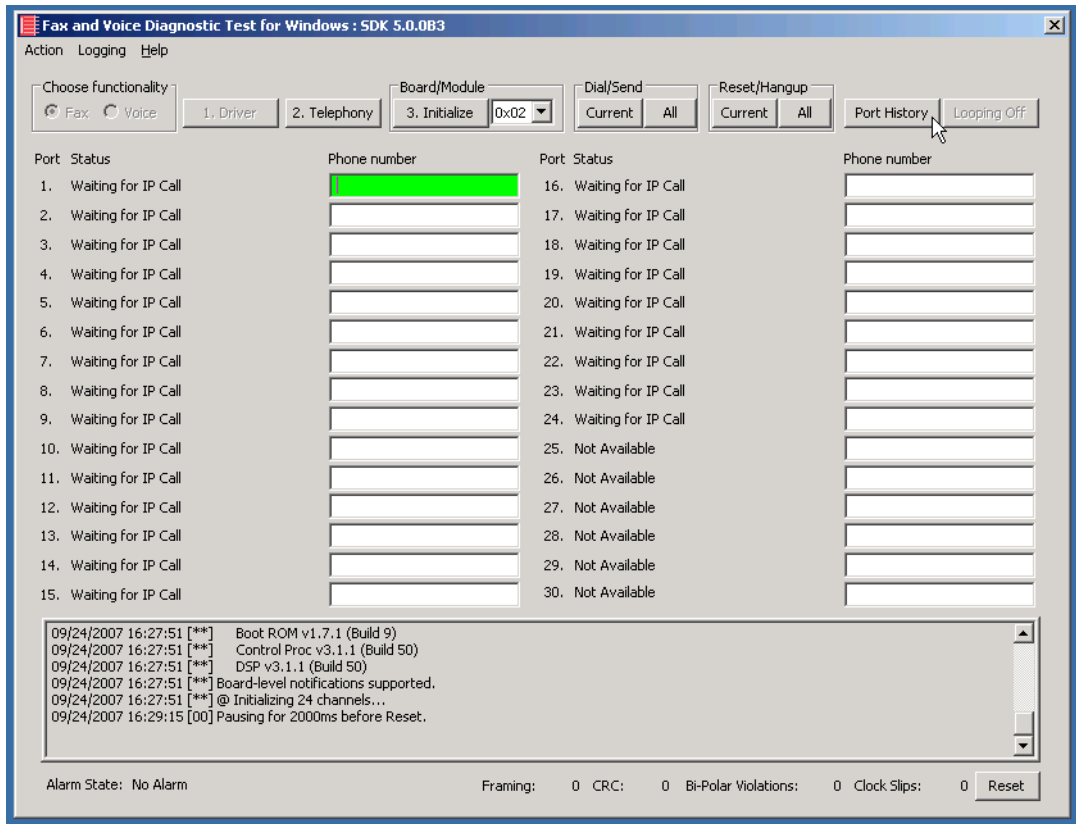 Fax and Voice Diagnostic Test for Windows : SDK 5.0.0B3
Action Logging Help
Choose functionality Board/Module Dial/Send Reset/Hangup
Fax Voice 1. Driver 2. Telephony 3. Initialize 0x02 Current All Current All Port History Looping Off
Port Status Phone number Port Status Phone number
1. Waiting for IP Call 16. Waiting for IP Call
2. Waiting for IP Call 17. Waiting for IP Call
3. Waiting for IP Call 18. Waiting for IP Call
4. Waiting for IP Call 19. Waiting for IP Call
5. Waiting for IP Call 20. Waiting for IP Call
6. Waiting for IP Call 21. Waiting for IP Call
7. Waiting for IP Call 22. Waiting for IP Call
8. Waiting for IP Call 23. Waiting for IP Call
9. Waiting for IP Call 24. Waiting for IP Call
10. Waiting for IP Call 25. Not Available
11. Waiting for IP Call 26. Not Available
12. Waiting for IP Call 27. Not Available
13. Waiting for IP Call 28. Not Available
14. Waiting for IP Call 29. Not Available
15. Waiting for IP Call 30. Not Available
09/24/2007 16:27:51 [**] Boot ROM v1.7.1 (Build 9)
09/24/2007 16:27:51 [**] Control Proc v3.1.1 (Build 50)
09/24/2007 16:27:51 [**] DSP v3.1.1 (Build 50)
09/24/2007 16:27:51 [**] Board-level notifications supported.
09/24/2007 16:27:51 [**] @ Initializing 24 channels...
09/24/2007 16:29:15 [00] Pausing for 2000ms before Reset.
Alarm State: No Alarm Framing: 0 CRC: 0 Bi-Polar Violations: 0 Clock Slips: 0 Reset